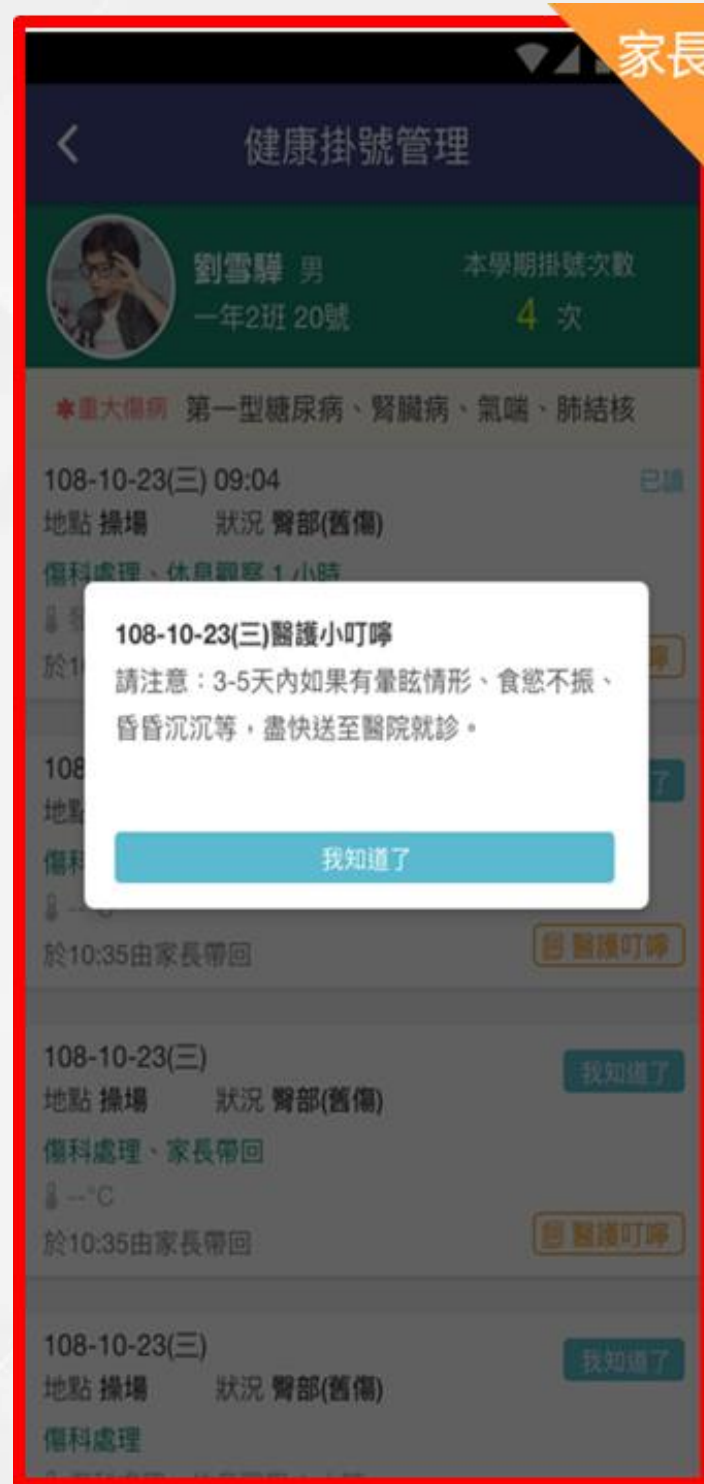 家長
健康掛號管理
劉雪驊 男
本學期掛號次數
一年2班 20號
4 次
*重大傷病 第一型糖尿病、腎臟病、氣喘、肺結核
108-10-23(三) 09:04
已讀
地點 操場 狀況 臀部(舊傷)
傷科處理、休息觀察 1 小時
108-10-23(三)醫護小叮嚀
請注意：3-5天內如果有暈眩情形、食慾不振、
昏昏沉沉等，盡快送至醫院就診。
我知道了
於10:35由家長帶回
醫護叮嚀
108-10-23(三)
我知道了
地點 操場 狀況 臀部(舊傷)
傷科處理、家長帶回
--°C
於10:35由家長帶回
醫護叮嚀
108-10-23(三)
我知道了
地點 操場 狀況 臀部(舊傷)
傷科處理